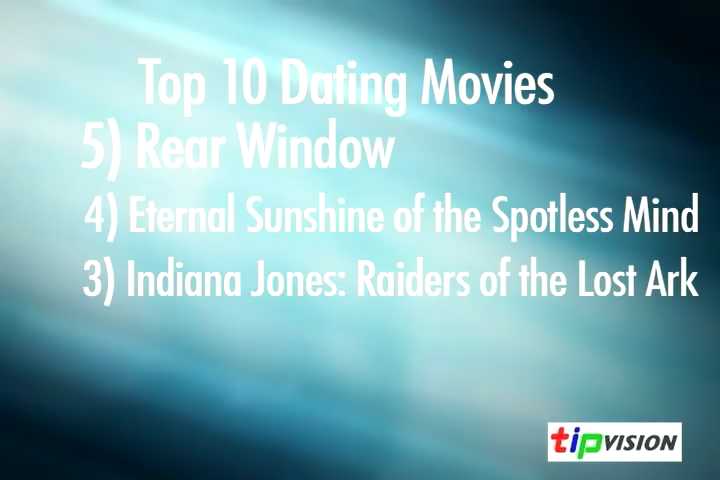 Top 10 Dating Movies
5) Rear Window
4) Eternal Sunshine of the Spotless Mind
3) Indiana Jones: Raiders of the Lost Ark
tipVISION